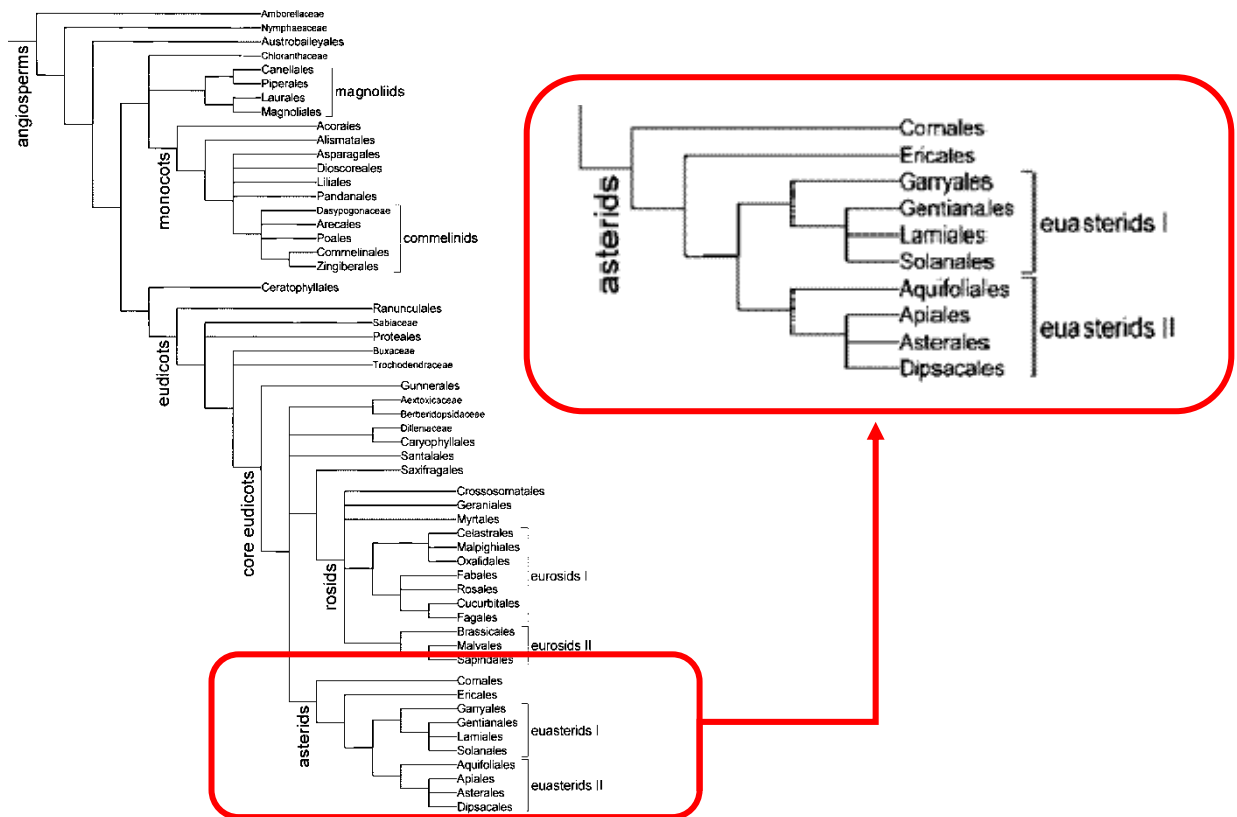 Amborellaceae
Nymphaeaceae
Austrobaileyales
Chloranthaceae
Canellales
Piperales
Laurales
Magnoliales
magnoliids
angiosperms
Acorales
Alismatales
Asparagales
Dioscoreales
Liliales
Pandanales
Dasypogonaceae
Arecales
Poales
Commelinales
Zingiberales
commelinids
monocots
Ceratophyllales
Ranunculales
Sabiaceae
Proteales
Buxaceae
Trochodendraceae
eudicots
Gunnerales
Aextoxicaceae
Berberidopsidaceae
Dilleniaceae
Caryophyllales
Santalales
Saxifragales
core eudicots
Crossosomatales
Geraniales
Myrtales
Celastrales
Malpighiales
Oxalidales
Fabales
Rosales
Cucurbitales
Fagales
eurosids I
rosids
Brassicales
Malvales
Sapindales
eurosids II
Cornales
Ericales
Garryales
Gentianales
Lamiales
Solanales
euasterids I
asterids
Aquifoliales
Apiales
Asterales
Dipsacales
euasterids II
Cornales
Ericales
Garryales
Gentianales
Lamiales
Solanales
euasterids I
asterids
Aquifoliales
Apiales
Asterales
Dipsacales
euasterids II